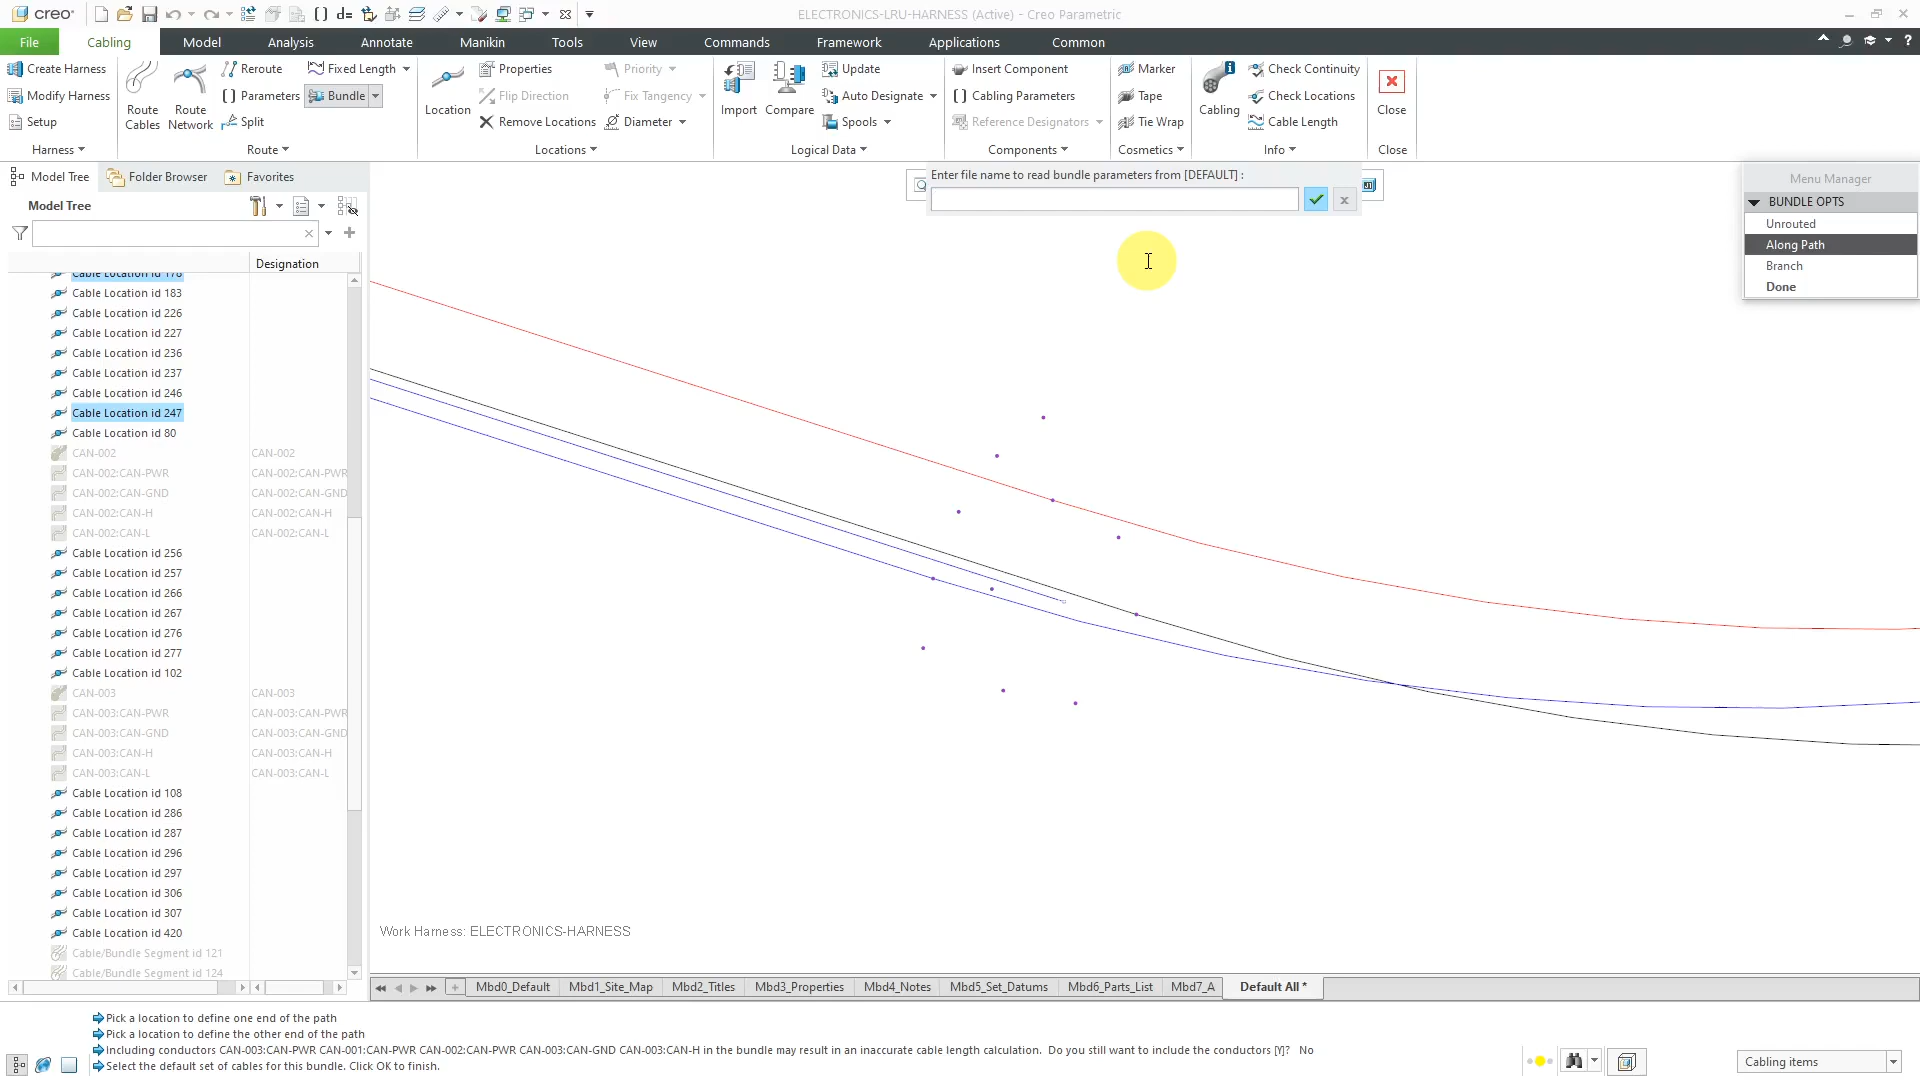 creo
d=
ELECTRONICS-LRU-HARNESS (Active) - Creo Parametric
File
Cabling
Model
Analysis
Annotate
Manikin
Tools
View
Commands
Framework
Applications
Common
Create Harness
Modify Harness
Setup
Harness
Route Cables
Route Network
Reroute
Parameters
Split
Fixed Length
Bundle
Route
Location
Properties
Flip Direction
Remove Locations
Priority
Fix Tangency
Diameter
Locations
Import
Compare
Update
Auto Designate
Spools
Logical Data
Insert Component
Cabling Parameters
Reference Designators
Components
Marker
Tape
Tie Wrap
Cosmetics
Cabling
Check Continuity
Check Locations
Cable Length
Info
Close
Close
Model Tree
Folder Browser
Favorites
Model Tree
Designation
Cable Location id 178
Cable Location id 183
Cable Location id 226
Cable Location id 227
Cable Location id 236
Cable Location id 237
Cable Location id 246
Cable Location id 247
Cable Location id 80
CAN-002 CAN-002
CAN-002:CAN-PWR CAN-002:CAN-PWR
CAN-002:CAN-GND CAN-002:CAN-GND
CAN-002:CAN-H CAN-002:CAN-H
CAN-002:CAN-L CAN-002:CAN-L
Cable Location id 256
Cable Location id 257
Cable Location id 266
Cable Location id 267
Cable Location id 276
Cable Location id 277
Cable Location id 102
CAN-003 CAN-003
CAN-003:CAN-PWR CAN-003:CAN-PWR
CAN-003:CAN-GND CAN-003:CAN-GND
CAN-003:CAN-H CAN-003:CAN-H
CAN-003:CAN-L CAN-003:CAN-L
Cable Location id 108
Cable Location id 286
Cable Location id 287
Cable Location id 296
Cable Location id 297
Cable Location id 306
Cable Location id 307
Cable Location id 420
Cable/Bundle Segment id 121
Cable/Bundle Segment id 124
Enter file name to read bundle parameters from [DEFAULT] :
Menu Manager
BUNDLE OPTS
Unrouted
Along Path
Branch
Done
Work Harness: ELECTRONICS-HARNESS
Mbd0_Default
Mbd1_Site_Map
Mbd2_Titles
Mbd3_Properties
Mbd4_Notes
Mbd5_Set_Datums
Mbd6_Parts_List
Mbd7_A
Default All *
Pick a location to define one end of the path
Pick a location to define the other end of the path
Including conductors CAN-003:CAN-PWR CAN-001:CAN-PWR CAN-002:CAN-PWR CAN-003:CAN-GND CAN-003:CAN-H in the bundle may result in an inaccurate cable length calculation. Do you still want to include the conductors [Y]? No
Select the default set of cables for this bundle. Click OK to finish.
Cabling items